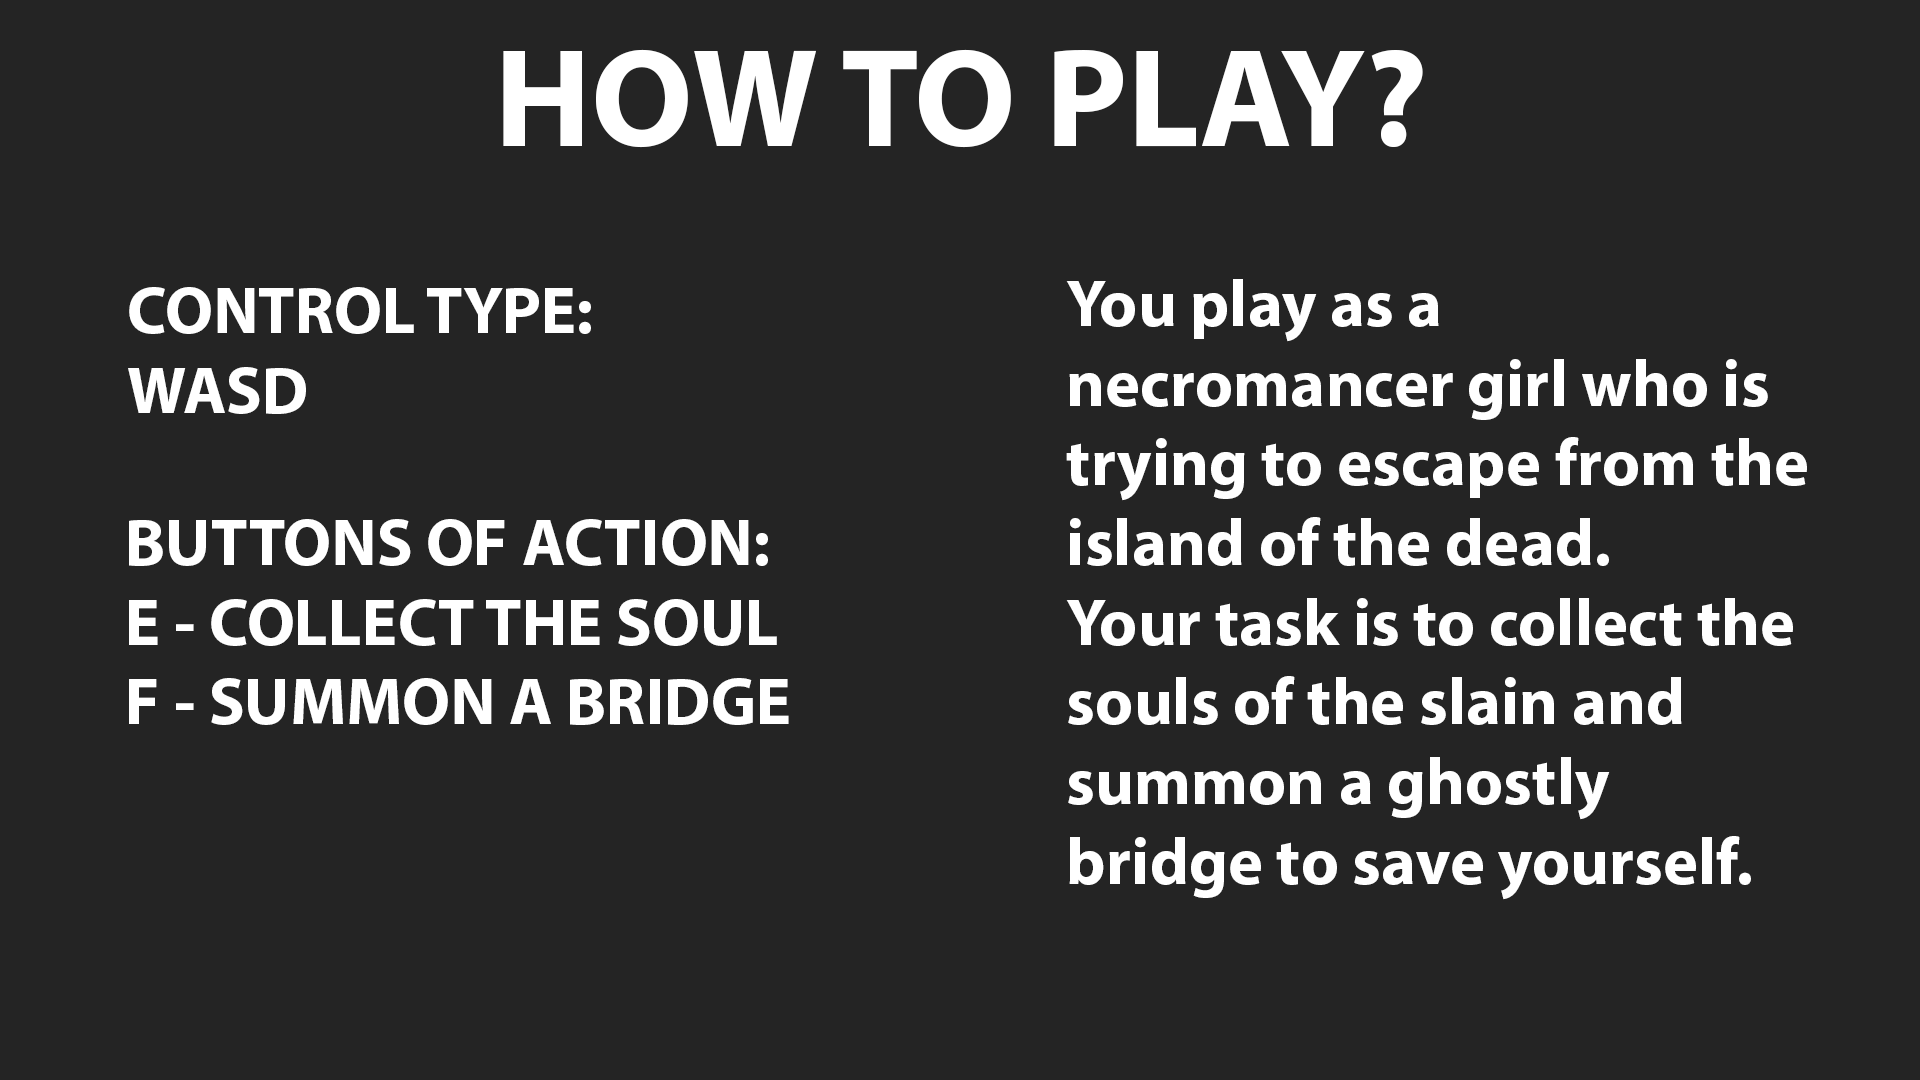 HOW TO PLAY?
CONTROL TYPE:
WASD
BUTTONS OF ACTION:
E - COLLECT THE SOUL
F - SUMMON A BRIDGE
You play as a
necromancer girl who is
trying to escape from the
island of the dead.
Your task is to collect the
souls of the slain and
summon a ghostly
bridge to save yourself.